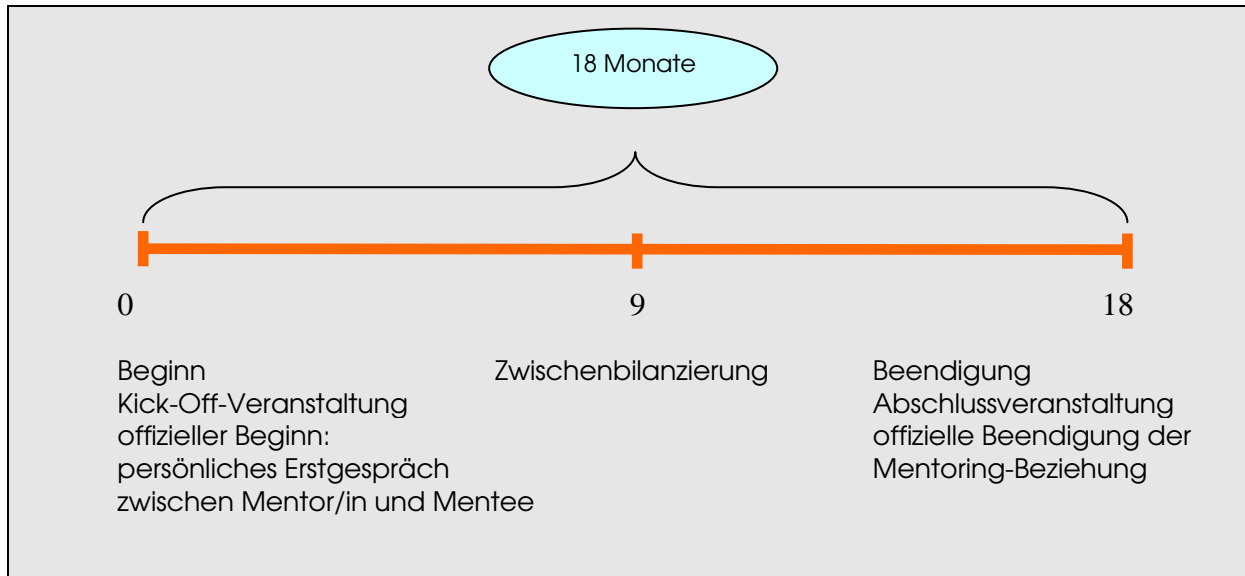 18 Monate
0
9
18
Beginn
Kick-Off-Veranstaltung
offizieller Beginn:
persönliches Erstgespräch
zwischen Mentor/in und Mentee
Zwischenbilanzierung
Beendigung
Abschlussveranstaltung
offizielle Beendigung der
Mentoring-Beziehung